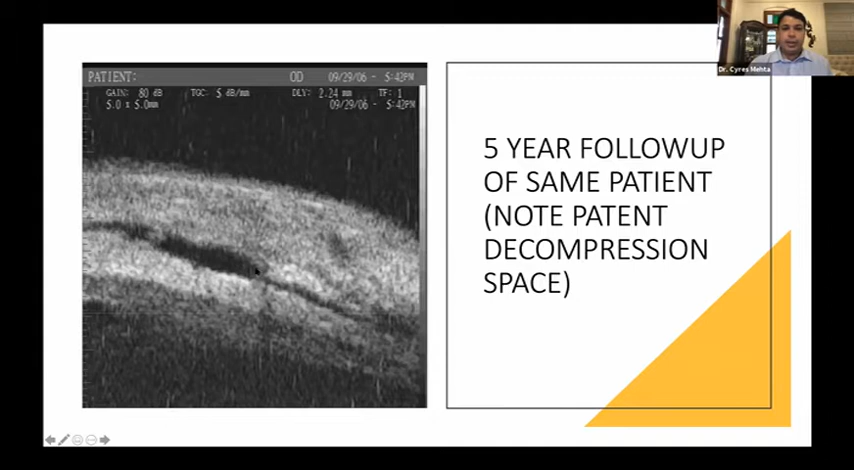 Dr. Cyres Mehta
PATIENT: OD 09/29/06 - 5:42PM
GAIN: 80 dB TGC: 5 dB/mm DLY: 2.24 mm TF: 1
5.0 x 5.0mm 09/29/06 - 5:42PM
5 YEAR FOLLOWUP
OF SAME PATIENT
(NOTE PATENT
DECOMPRESSION
SPACE)